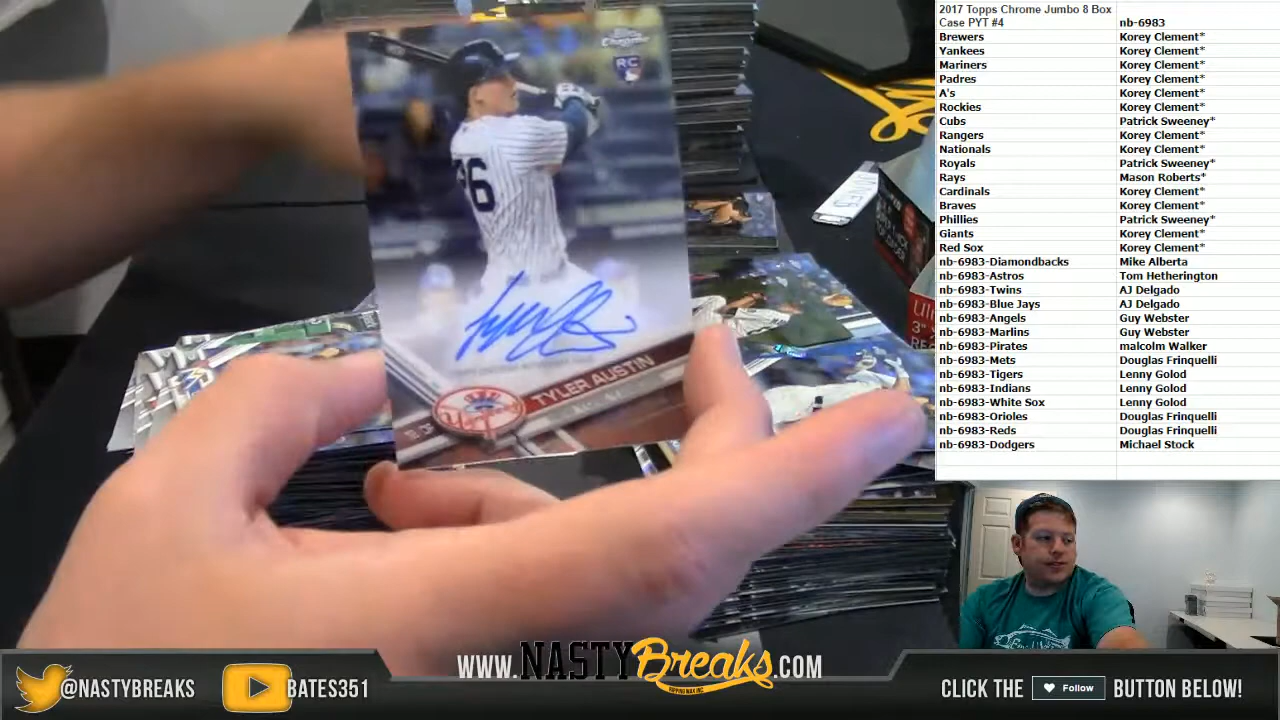 2017 Topps Chrome Jumbo 8 Box
Case PYT #4 nb-6983
Brewers Korey Clement*
Yankees Korey Clement*
Mariners Korey Clement*
Padres Korey Clement*
A's Korey Clement*
Rockies Korey Clement*
Cubs Patrick Sweeney*
Rangers Korey Clement*
Nationals Korey Clement*
Royals Patrick Sweeney*
Rays Mason Roberts*
Cardinals Korey Clement*
Braves Korey Clement*
Phillies Patrick Sweeney*
Giants Korey Clement*
Red Sox Korey Clement*
nb-6983-Diamondbacks Mike Alberta
nb-6983-Astros Tom Hetherington
nb-6983-Twins AJ Delgado
nb-6983-Blue Jays AJ Delgado
nb-6983-Angels Guy Webster
nb-6983-Marlins Guy Webster
nb-6983-Pirates malcolm Walker
nb-6983-Mets Douglas Frinquelli
nb-6983-Tigers Lenny Golod
nb-6983-Indians Lenny Golod
nb-6983-White Sox Lenny Golod
nb-6983-Orioles Douglas Frinquelli
nb-6983-Reds Douglas Frinquelli
nb-6983-Dodgers Michael Stock
Topps
Chrome
RC
TYLER AUSTIN
@NASTYBREAKS
BATES351
WWW.NASTYBreaks.COM
CLICK THE Follow BUTTON BELOW!